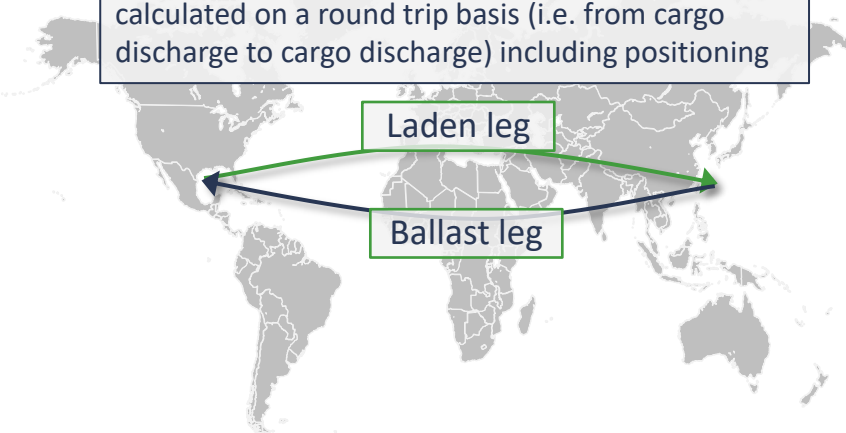 calculated on a round trip basis (i.e. from cargo
discharge to cargo discharge) including positioning
Laden leg
Ballast leg